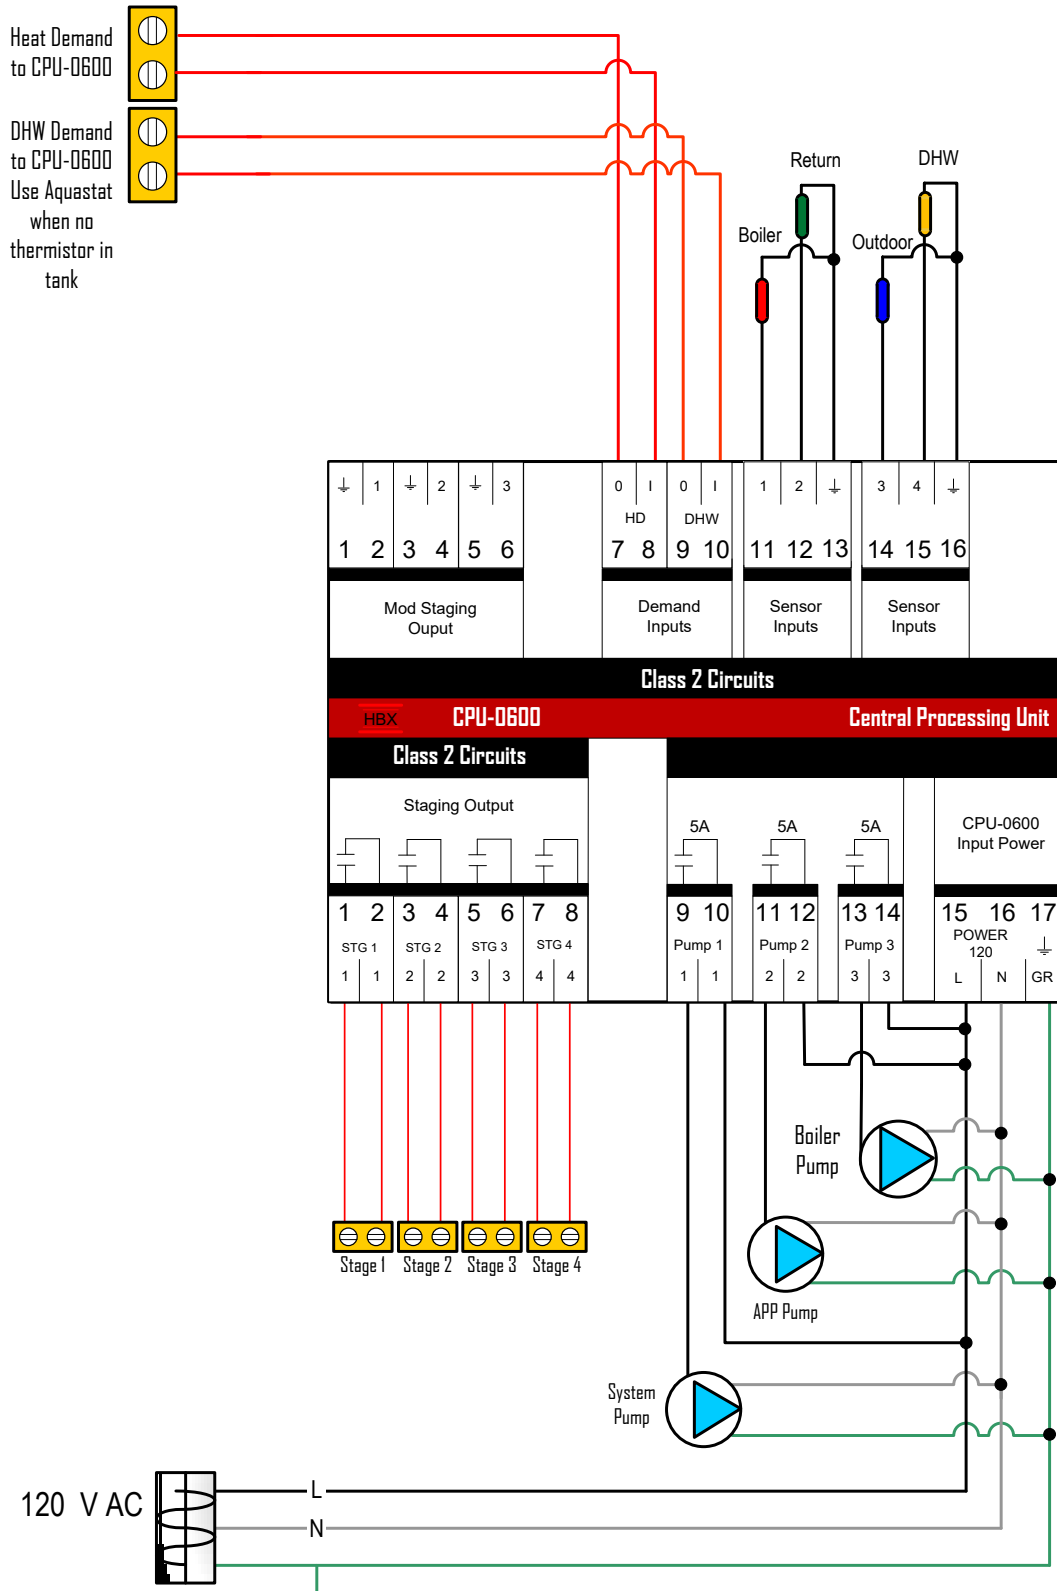 Heat Demand
to CPU-0600
DHW Demand
to CPU-0600
Use Aquastat
when no
thermistor in
tank
Return
DHW
Boiler
Outdoor
1 2 3
0 I 0 I
1 2
3 4
HD DHW
1 2 3 4 5 6
7 8 9 10
11 12 13
14 15 16
Mod Staging
Ouput
Demand
Inputs
Sensor
Inputs
Sensor
Inputs
Class 2 Circuits
HBX CPU-0600 Central Processing Unit
Class 2 Circuits
Staging Output
5A 5A 5A
CPU-0600
Input Power
1 2 3 4 5 6 7 8
9 10 11 12 13 14
15 16 17
STG 1 STG 2 STG 3 STG 4
Pump 1 Pump 2 Pump 3
POWER
120
1 1 2 2 3 3 4 4
1 1 2 2 3 3
L N GR
Boiler
Pump
Stage 1 Stage 2 Stage 3 Stage 4
APP Pump
System
Pump
120 V AC
L
N